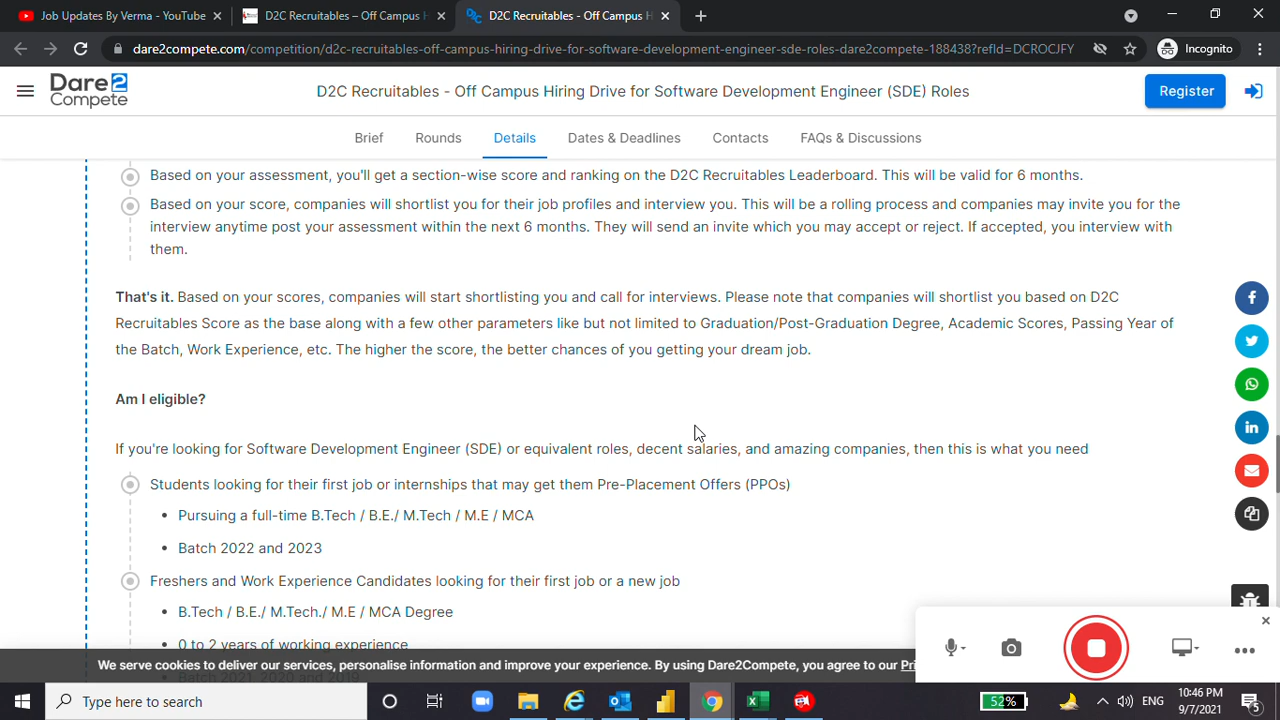 Job Updates By Verma - YouTube
D2C Recruitables – Off Campus H
D2C Recruitables - Off Campus H
dare2compete.com/competition/d2c-recruitables-off-campus-hiring-drive-for-software-development-engineer-sde-roles-dare2compete-188438?refId=DCROCJFY
Incognito
Dare2
Compete
D2C Recruitables - Off Campus Hiring Drive for Software Development Engineer (SDE) Roles
Register
Brief Rounds Details Dates & Deadlines Contacts FAQs & Discussions
Based on your assessment, you'll get a section-wise score and ranking on the D2C Recruitables Leaderboard. This will be valid for 6 months.
Based on your score, companies will shortlist you for their job profiles and interview you. This will be a rolling process and companies may invite you for the
interview anytime post your assessment within the next 6 months. They will send an invite which you may accept or reject. If accepted, you interview with
them.
That's it. Based on your scores, companies will start shortlisting you and call for interviews. Please note that companies will shortlist you based on D2C
Recruitables Score as the base along with a few other parameters like but not limited to Graduation/Post-Graduation Degree, Academic Scores, Passing Year of
the Batch, Work Experience, etc. The higher the score, the better chances of you getting your dream job.
Am I eligible?
If you're looking for Software Development Engineer (SDE) or equivalent roles, decent salaries, and amazing companies, then this is what you need
Students looking for their first job or internships that may get them Pre-Placement Offers (PPOs)
• Pursuing a full-time B.Tech / B.E./ M.Tech / M.E / MCA
• Batch 2022 and 2023
Freshers and Work Experience Candidates looking for their first job or a new job
• B.Tech / B.E./ M.Tech./ M.E / MCA Degree
• 0 to 2 years of working experience
We serve cookies to deliver our services, personalise information and improve your experience. By using Dare2Compete, you agree to our Pri
• Batch 2021, 2020 and 2019
Type here to search
52%
ENG
10:46 PM
9/7/2021
5